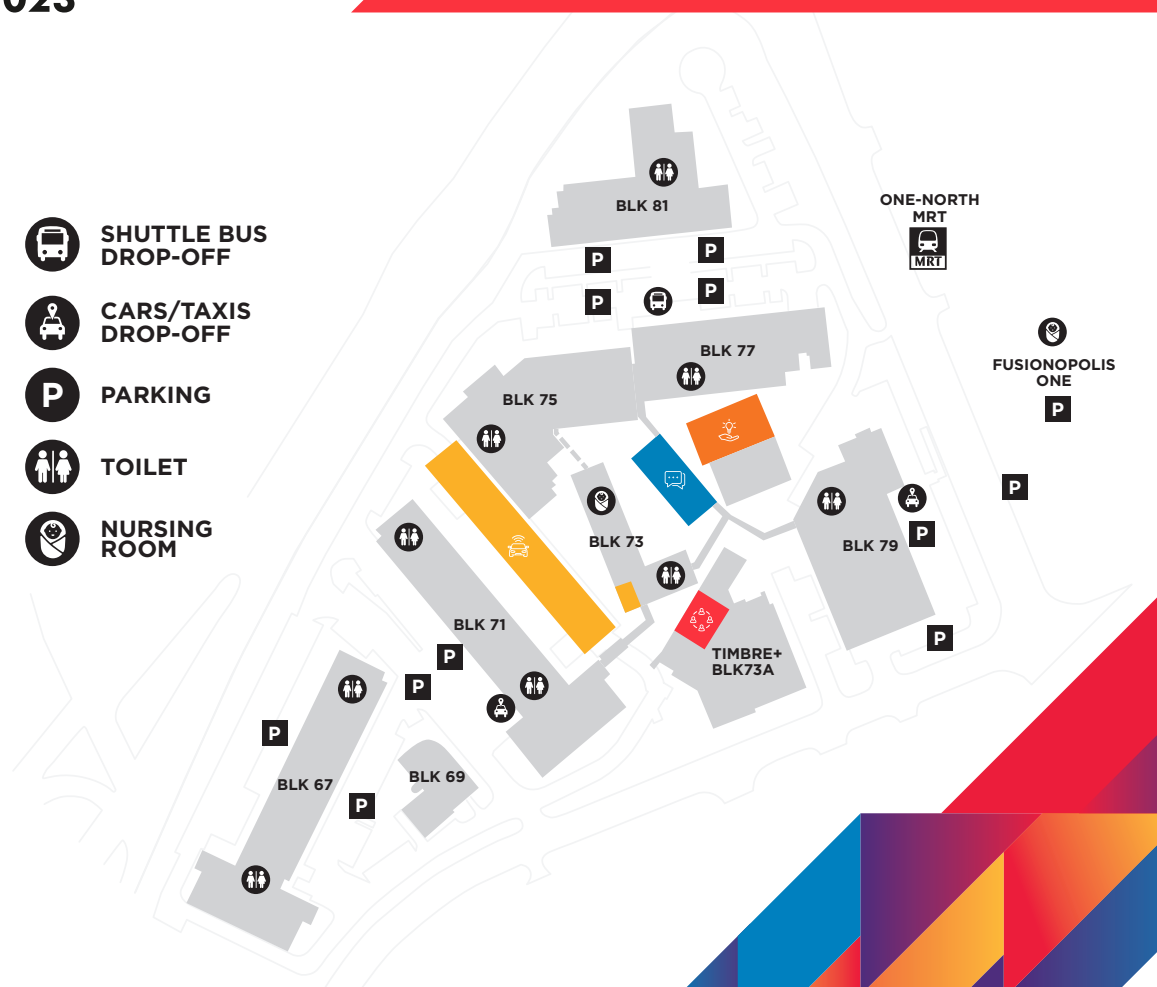 BLK 81
ONE-NORTH
MRT
MRT
SHUTTLE BUS
DROP-OFF
P
P
P
P
CARS/TAXIS
DROP-OFF
BLK 77
FUSIONOPOLIS
ONE
P
P
PARKING
BLK 75
TOILET
P
NURSING
ROOM
BLK 73
BLK 79
P
BLK 71
P
P
P
TIMBRE+
BLK73A
P
BLK 67
BLK 69
P